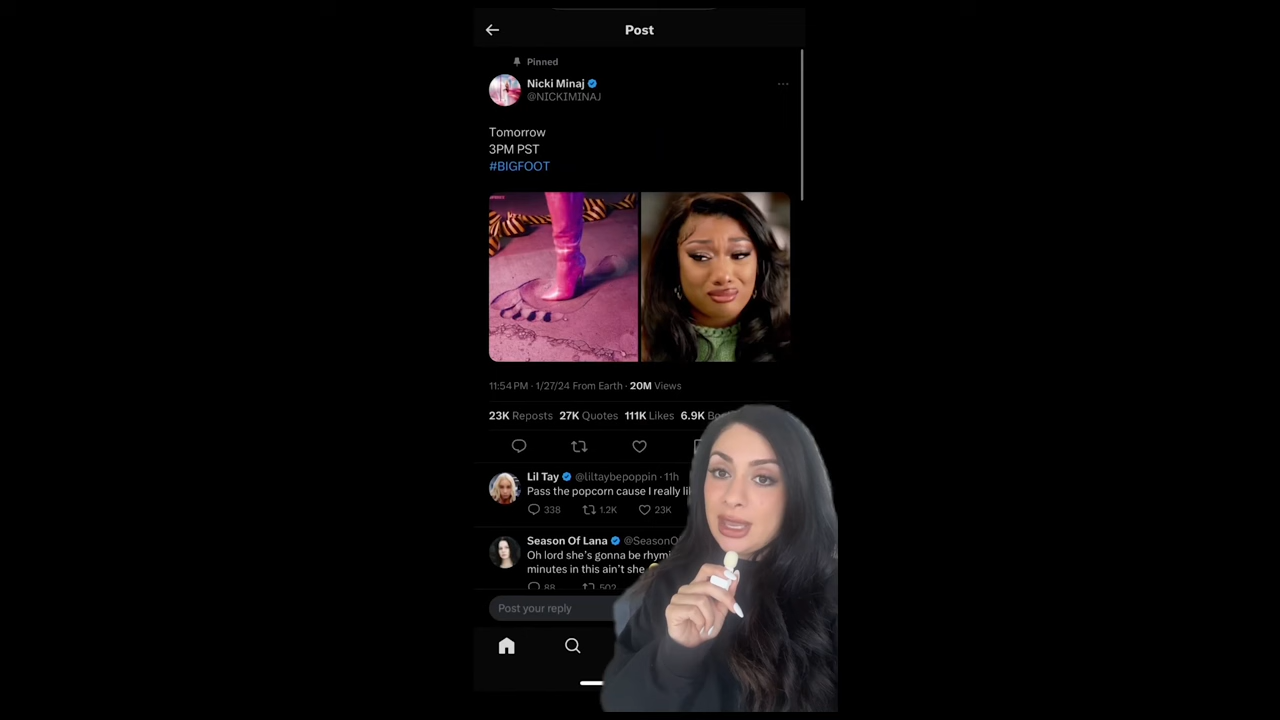 Post
Pinned
Nicki Minaj
@NICKIMINAJ
Tomorrow
3PM PST
#BIGFOOT
11:54 PM · 1/27/24 From Earth · 20M Views
23K Reposts 27K Quotes 111K Likes 6.9K
Lil Tay @liltaybepoppin · 11h
Pass the popcorn cause I really
338 1.2K 23K
Season Of Lana
Oh lord she's gonna be
minutes in this ain't she
88 502
Post your reply